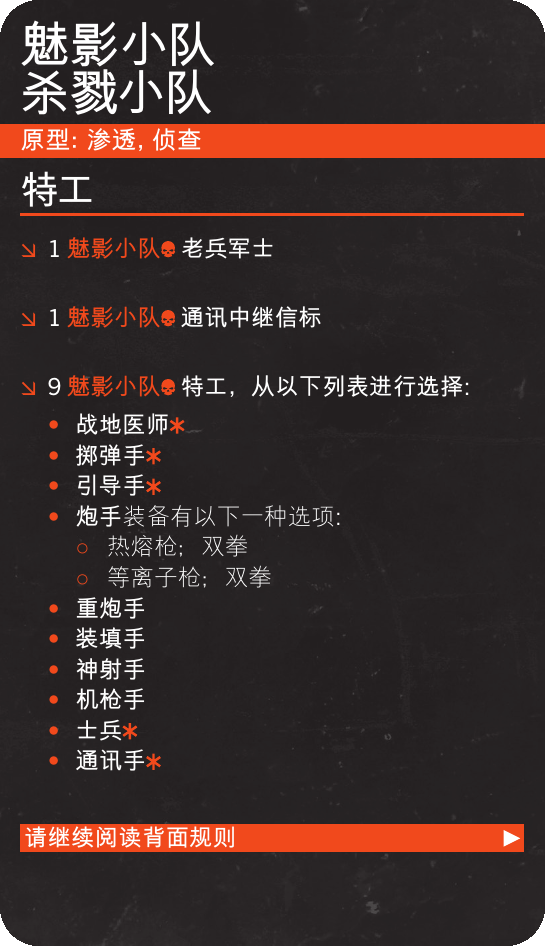 魅影小队
杀戮小队
原型: 渗透, 侦查
特工
1 魅影小队 老兵军士
1 魅影小队 通讯中继信标
9 魅影小队 特工，从以下列表进行选择:
战地医师*
掷弹手*
引导手*
炮手装备有以下一种选项:
热熔枪；双拳
等离子枪；双拳
重炮手
装填手
神射手
机枪手
士兵*
通讯手*
请继续阅读背面规则